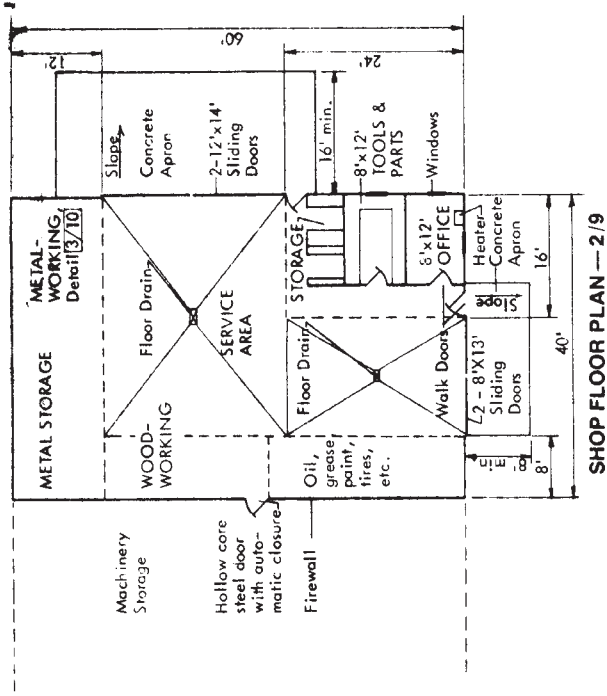 60'
12'
24'
Slope
Concrete
Apron
2-12'x14'
Sliding
Doors
16' min.
METAL-
WORKING,
Detail 3/10
METAL STORAGE
Floor Drain
SERVICE
AREA
WOOD-
WORKING
STORAGE
8'x12'
TOOLS &
PARTS
Windows
8'x12'
OFFICE
Heater
Concrete
Apron
Slope
16'
40'
Floor Drain
Walk Doors
2 - 8'X13'
Sliding
Doors
8'
min
8'
Oil,
grease
paint,
tires,
etc.
Machinery
Storage
Hollow core
steel door
with auto-
matic closure
Firewall
SHOP FLOOR PLAN — 2/9